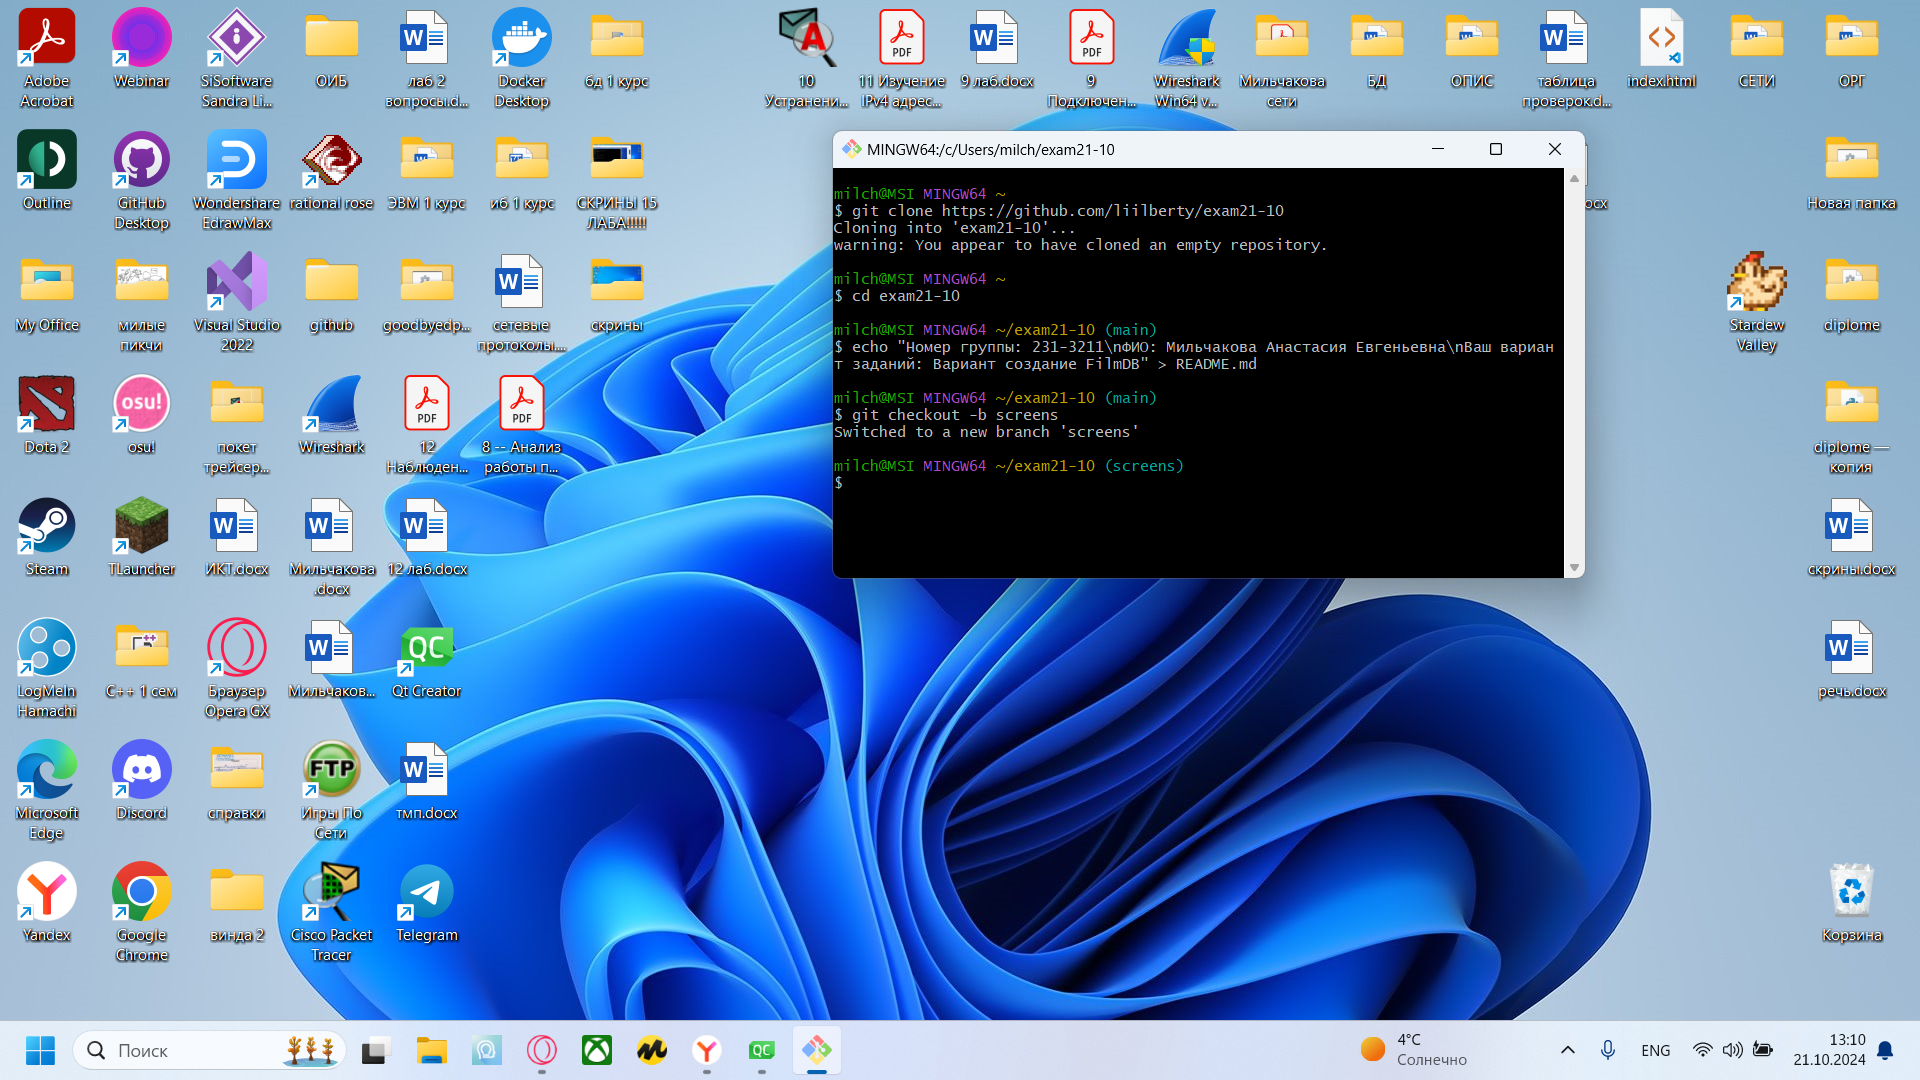 Adobe
Acrobat
Webinar
SiSoftware
Sandra Li...
ОИБ
лаб 2
вопросы.d...
Docker
Desktop
бд 1 курс
10
Устранени...
11 Изучение
IPv4 адрес...
9 лаб.docx
9
Подключен...
Wireshark
Win64 v...
Мильчакова
сети
БД
ОПИС
таблица
проверок.d...
index.html
СЕТИ
ОРГ
Outline
GitHub
Desktop
Wondershare
EdrawMax
rational rose
ЭВМ 1 курс
иб 1 курс
СКРИНЫ 15
ЛАБА!!!!!
Новая папка
My Office
милые
пикчи
Visual Studio
2022
github
goodbyedp...
сетевые
протоколы....
скрины
Stardew
Valley
diplome
Dota 2
osu!
покет
трейсер...
Wireshark
12
Наблюден...
8 -- Анализ
работы п...
diplome —
копия
Steam
TLauncher
ИКТ.docx
Мильчакова
.docx
12 лаб.docx
скрины.docx
LogMeIn
Hamachi
C++ 1 сем
Браузер
Opera GX
Мильчаков...
Qt Creator
речь.docx
Microsoft
Edge
Discord
справки
Игры По
Сети
тмп.docx
Yandex
Google
Chrome
винда 2
Cisco Packet
Tracer
Telegram
Корзина
MINGW64:/c/Users/milch/exam21-10
milch@MSI MINGW64 ~
$ git clone https://github.com/liilberty/exam21-10
Cloning into 'exam21-10'...
warning: You appear to have cloned an empty repository.
milch@MSI MINGW64 ~
$ cd exam21-10
milch@MSI MINGW64 ~/exam21-10 (main)
$ echo "Номер группы: 231-3211\nФИО: Мильчакова Анастасия Евгеньевна\nВаш вариан
т заданий: Вариант создание FilmDB" > README.md
milch@MSI MINGW64 ~/exam21-10 (main)
$ git checkout -b screens
Switched to a new branch 'screens'
milch@MSI MINGW64 ~/exam21-10 (screens)
$
Поиск
4°C
Солнечно
ENG
13:10
21.10.2024